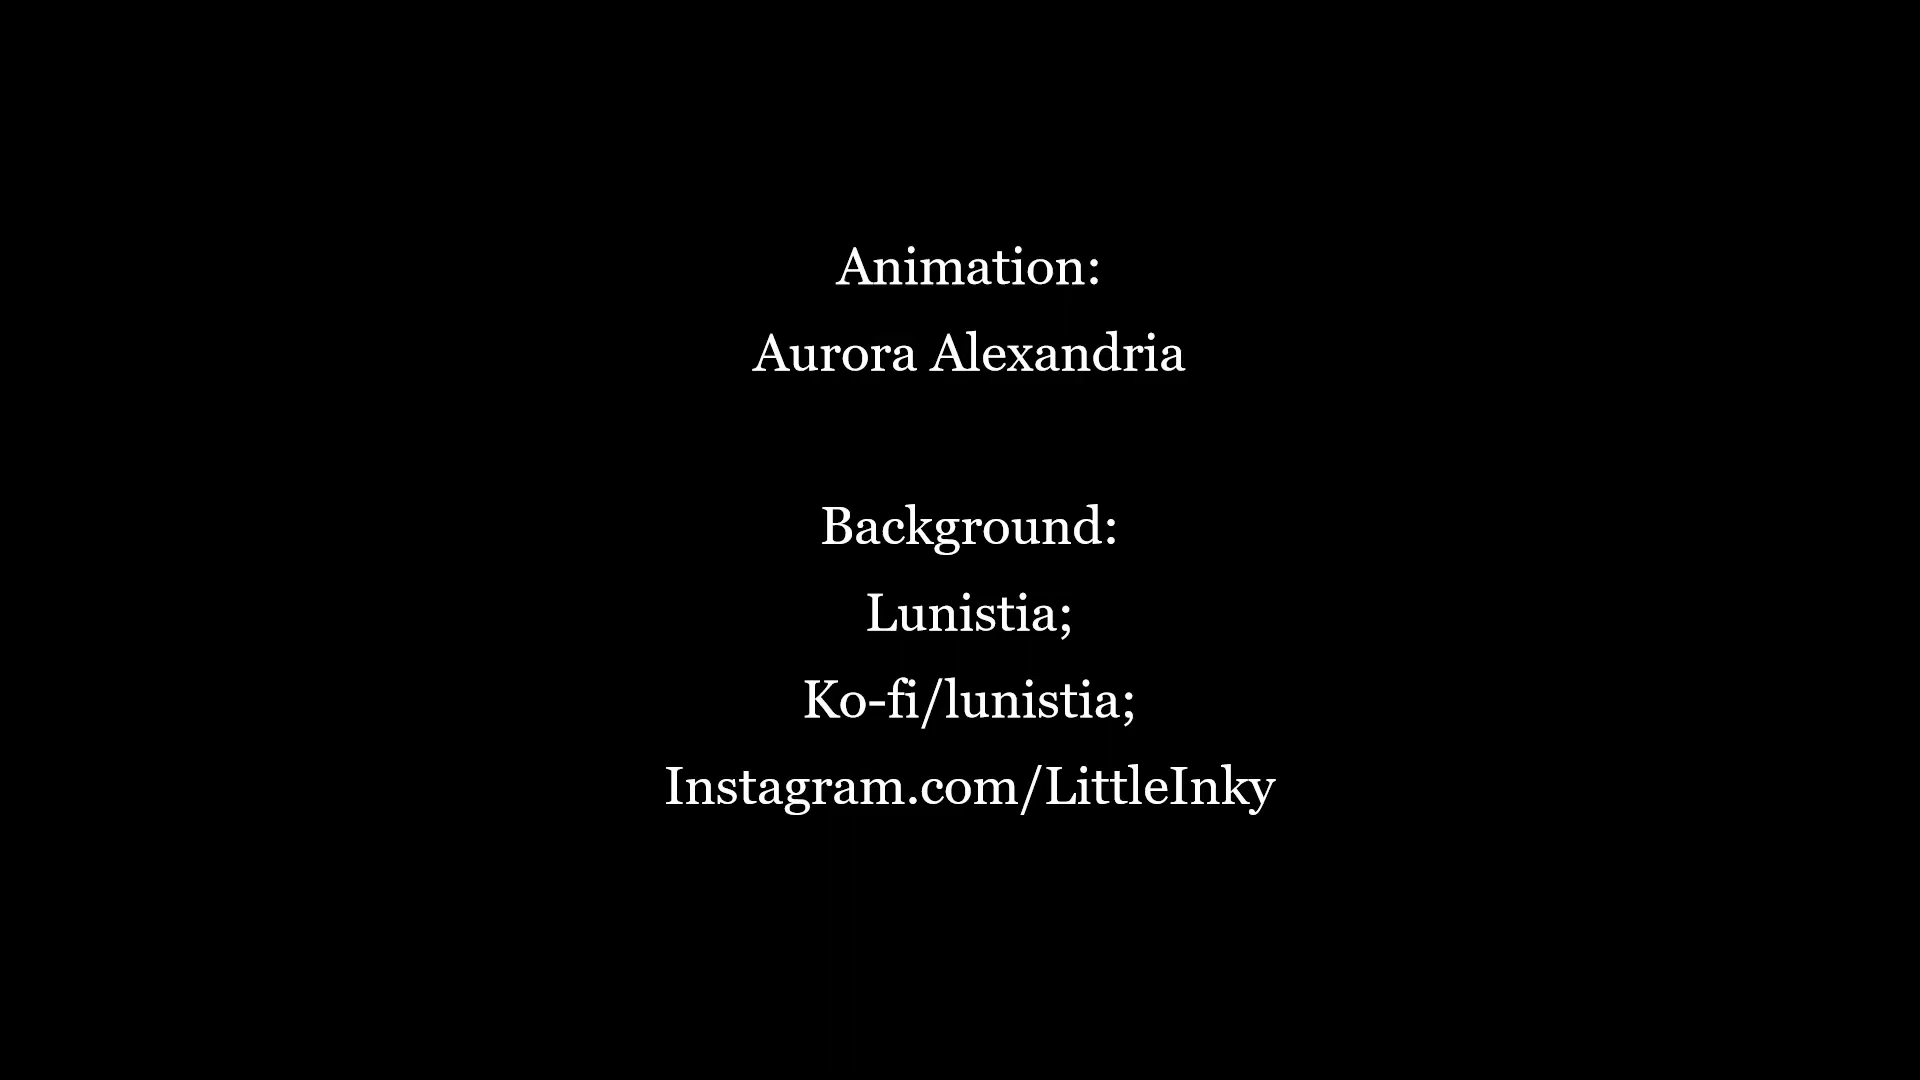 Animation:
Aurora Alexandria
Background:
Lunistia;
Ko-fi/lunistia;
Instagram.com/LittleInky